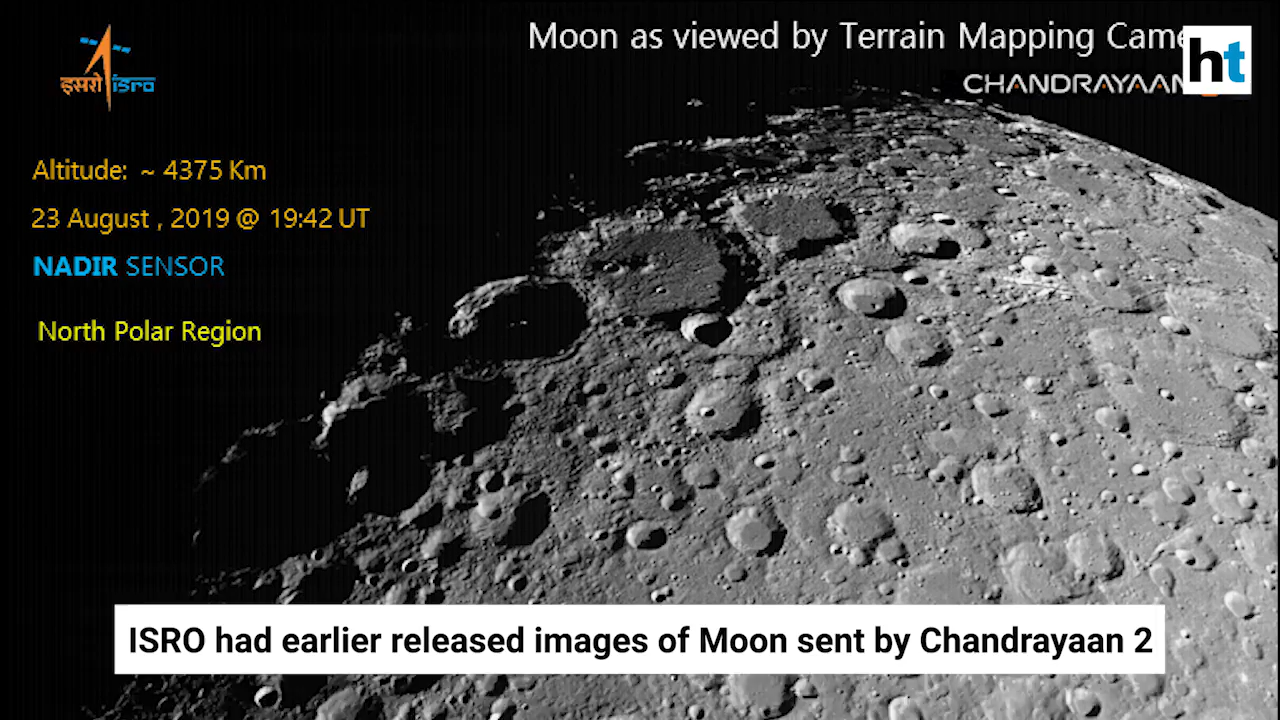 Moon as viewed by Terrain Mapping Came
ht
CHANDRAYAAN
इसरो isro
Altitude: ~ 4375 Km
23 August , 2019 @ 19:42 UT
NADIR SENSOR
North Polar Region
ISRO had earlier released images of Moon sent by Chandrayaan 2